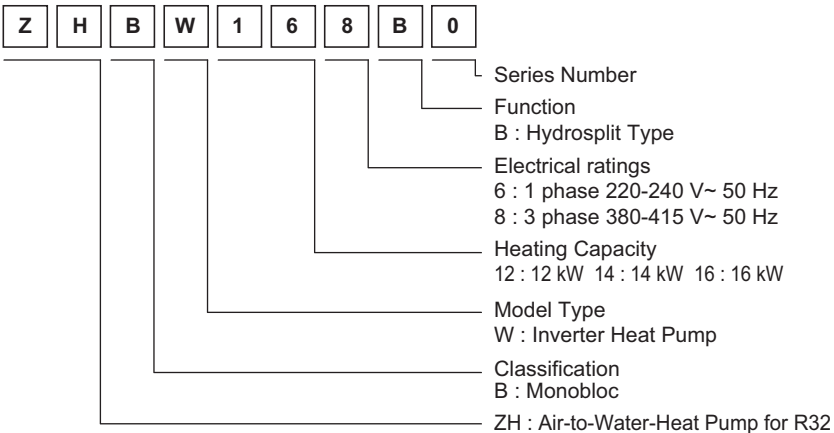 Z H B W 1 6 8 B 0
Series Number
Function
B : Hydrosplit Type
Electrical ratings
6 : 1 phase 220-240 V~ 50 Hz
8 : 3 phase 380-415 V~ 50 Hz
Heating Capacity
12 : 12 kW 14 : 14 kW 16 : 16 kW
Model Type
W : Inverter Heat Pump
Classification
B : Monobloc
ZH : Air-to-Water-Heat Pump for R32